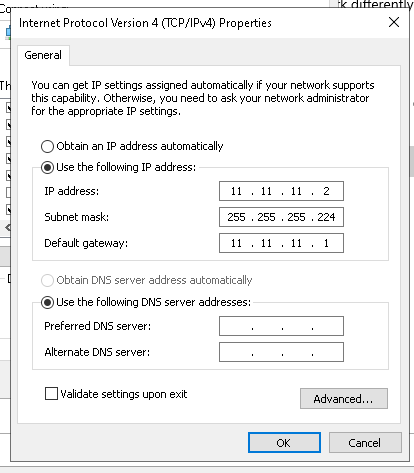 rk differently
Internet Protocol Version 4 (TCP/IPv4) Properties
General
You can get IP settings assigned automatically if your network supports
this capability. Otherwise, you need to ask your network administrator
for the appropriate IP settings.
Obtain an IP address automatically
Use the following IP address:
IP address: 11 . 11 . 11 . 2
Subnet mask: 255 . 255 . 255 . 224
Default gateway: 11 . 11 . 11 . 1
Obtain DNS server address automatically
Use the following DNS server addresses:
Preferred DNS server: . . .
Alternate DNS server: . . .
Validate settings upon exit
Advanced...
OK Cancel